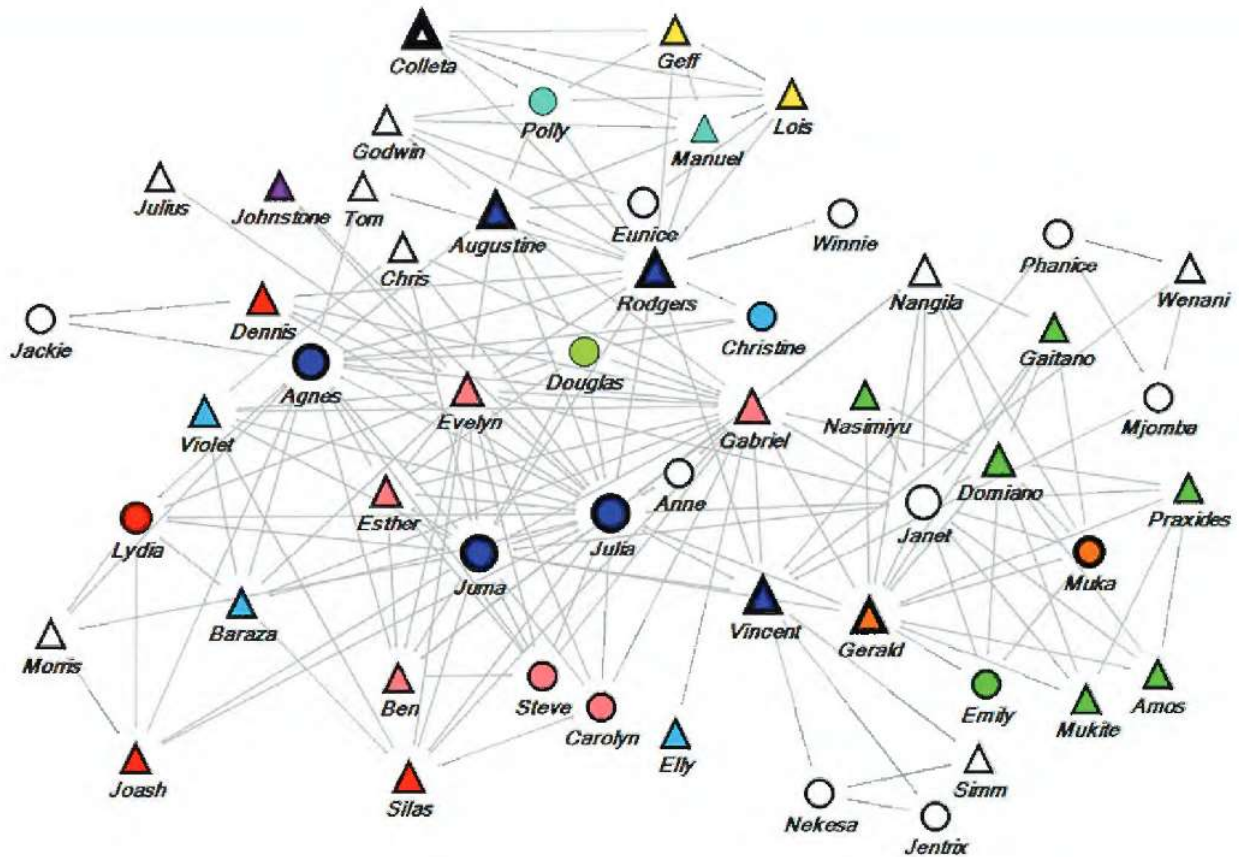 Colleta
Geff
Polly
Lois
Godwin
Manuel
Julius
Johnstone
Tom
Augustine
Eunice
Winnie
Chris
Rodgers
Nangila
Phanice
Wenani
Jackie
Dennis
Christine
Gaitano
Agnes
Douglas
Violet
Evelyn
Gabriel
Nasimiyu
Mjomba
Esther
Anne
Domiano
Praxides
Lydia
Julia
Janet
Juma
Muka
Baraza
Vincent
Gerald
Morris
Ben
Steve
Carolyn
Emily
Mukite
Amos
Elly
Joash
Silas
Simm
Nekesa
Jentrix